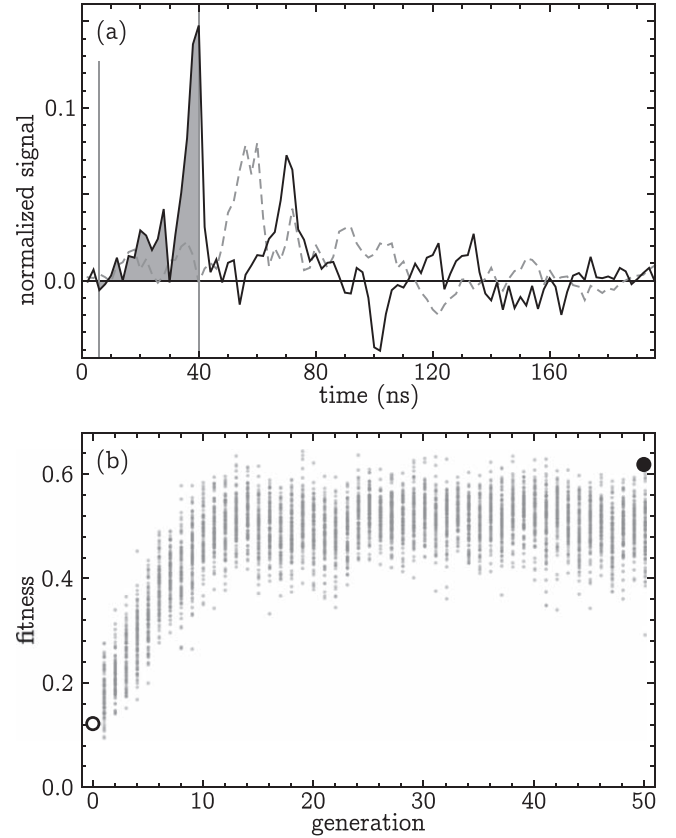 (a)
normalized signal
0.1
0.0
0 40 80 120 160
time (ns)
(b)
fitness
0.6
0.4
0.2
0.0
0 10 20 30 40 50
generation